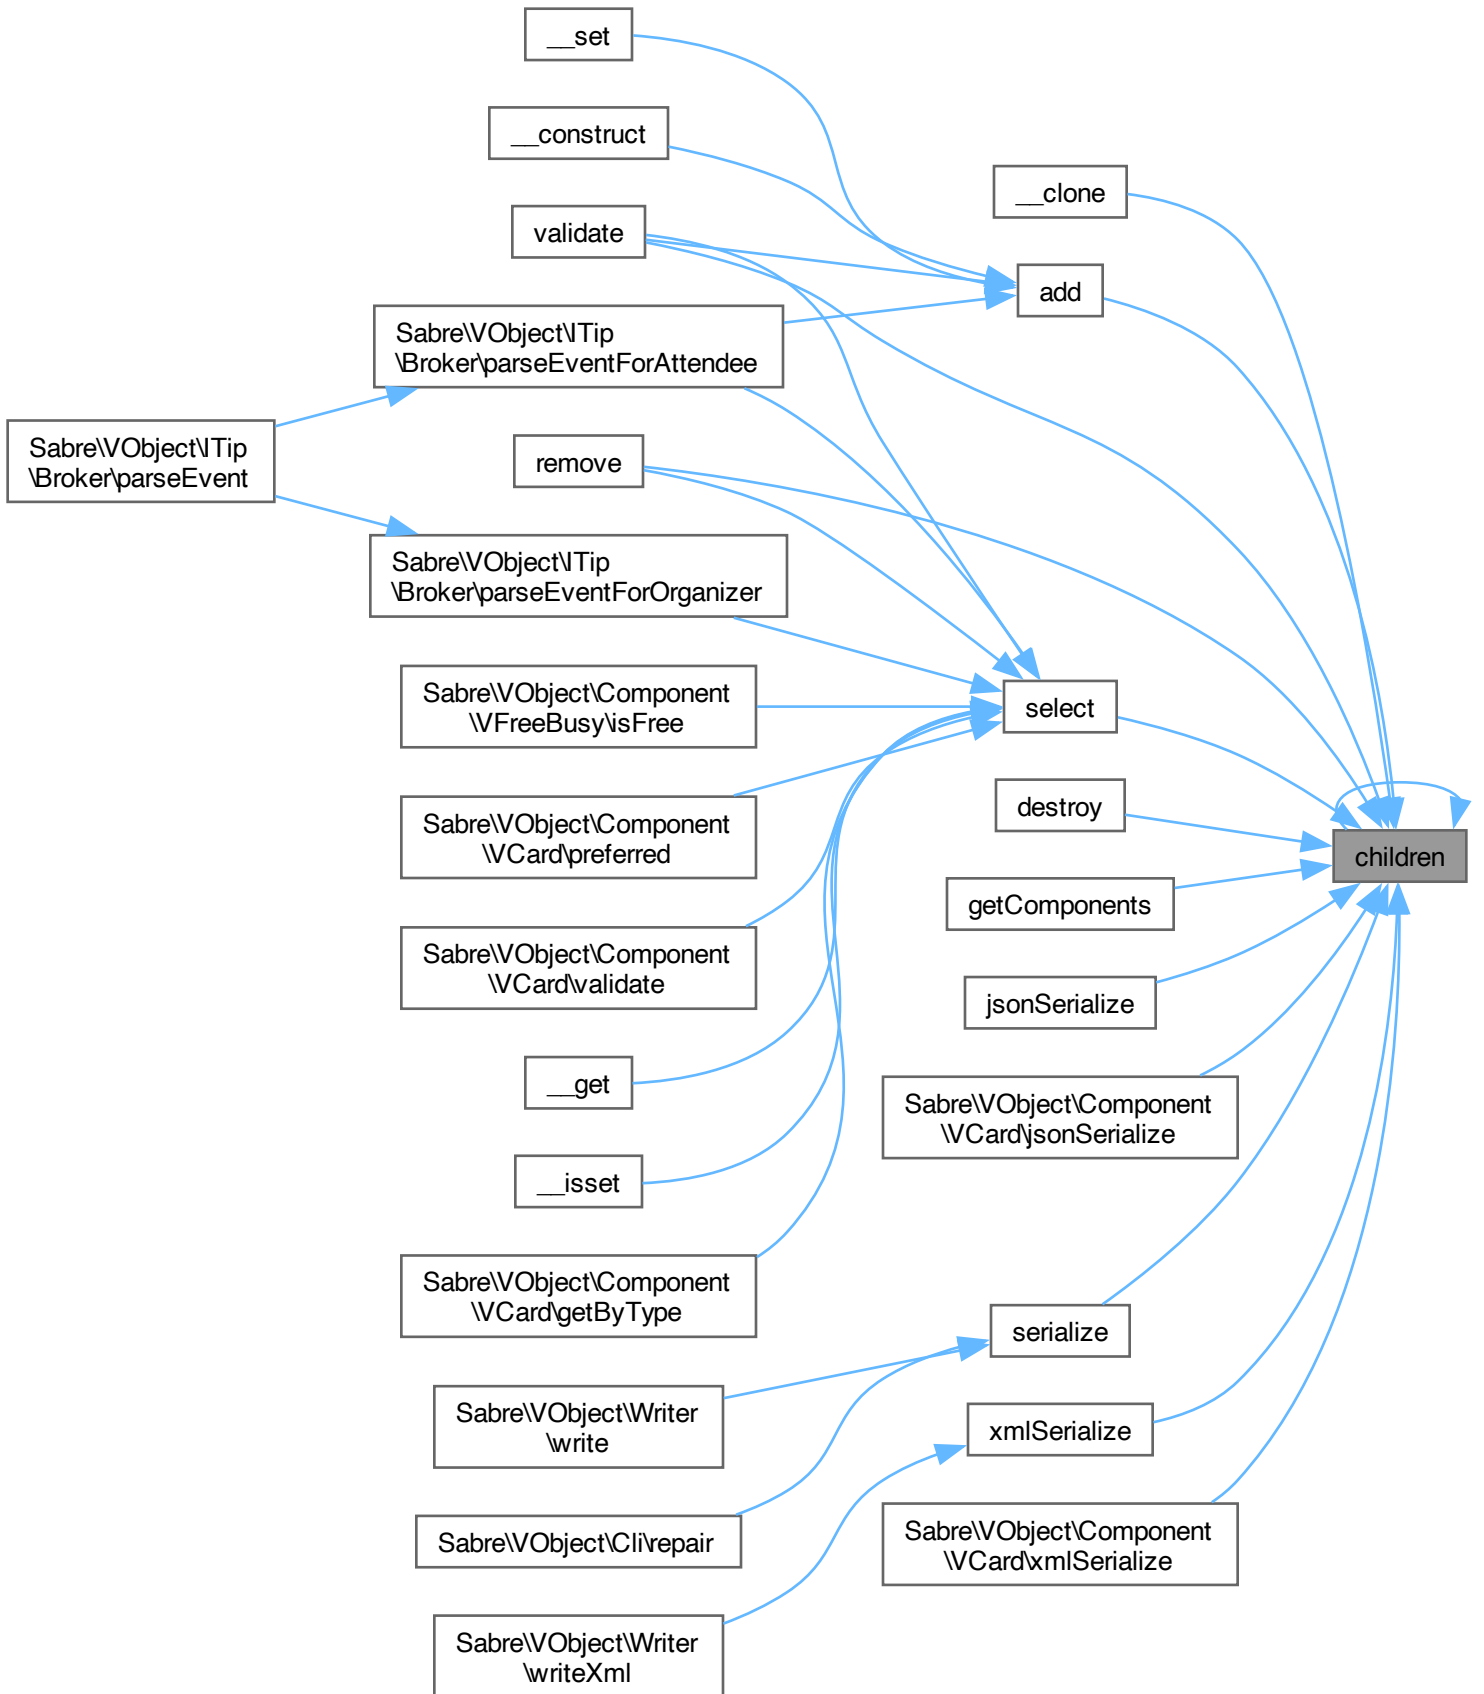 __set
__construct
__clone
validate
add
Sabre\VObject\ITip
\Broker\parseEventForAttendee
Sabre\VObject\ITip
\Broker\parseEvent
remove
Sabre\VObject\ITip
\Broker\parseEventForOrganizer
Sabre\VObject\Component
\VFreeBusy\isFree
select
destroy
Sabre\VObject\Component
\VCard\preferred
children
getComponents
Sabre\VObject\Component
\VCard\validate
jsonSerialize
__get
Sabre\VObject\Component
\VCard\jsonSerialize
__isset
Sabre\VObject\Component
\VCard\getByType
serialize
Sabre\VObject\Writer
\write
xmlSerialize
Sabre\VObject\Cli\repair
Sabre\VObject\Component
\VCard\xmlSerialize
Sabre\VObject\Writer
\writeXml